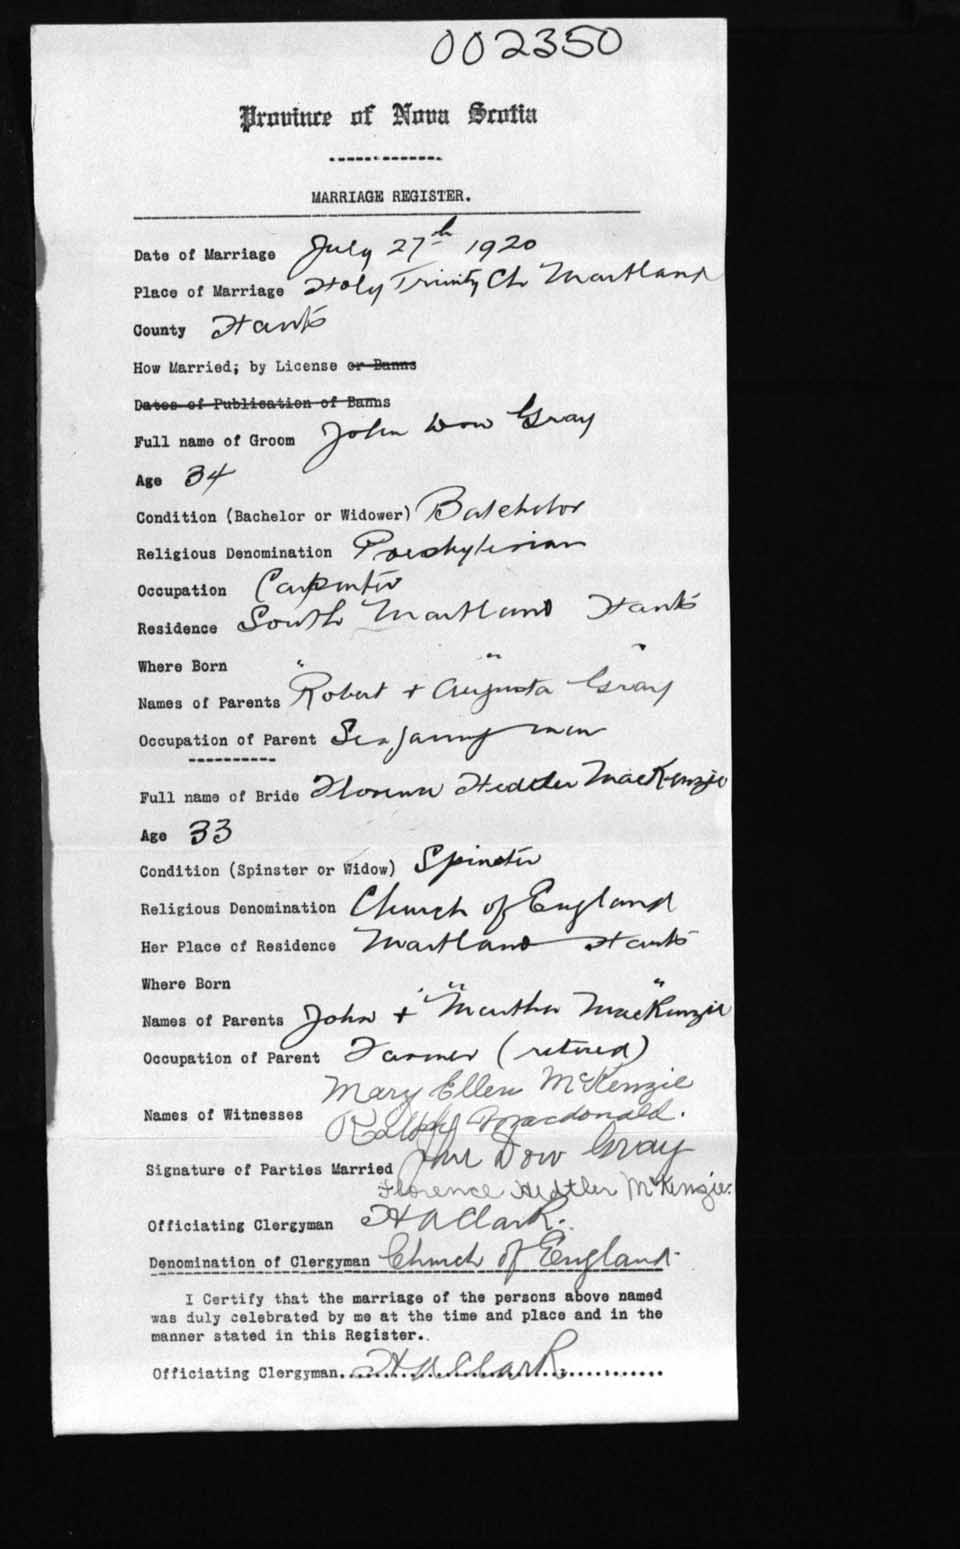 002350
Province of Nova Scotia
MARRIAGE REGISTER.
Date of Marriage July 27th 1920
Place of Marriage Holy Trinity Ch Maitland
County Hants
How Married; by License or Banns
Dates of Publication of Banns
Full name of Groom John Dow Gray
Age 34
Condition (Bachelor or Widower) Batchelor
Religious Denomination Presbyterian
Occupation Carpenter
Residence South Maitland Hants
Where Born " " "
Names of Parents Robert + Augusta Gray
Occupation of Parent Seafaring man
Full name of Bride Florence Hedtler MacKenzie
Age 33
Condition (Spinster or Widow) Spinster
Religious Denomination Church of England
Her Place of Residence Maitland Hants
Where Born " "
Names of Parents John + Martha MacKenzie
Occupation of Parent Farmer (retired)
Mary Ellen McKenzie
Names of Witnesses
Ralph Macdonald.
Signature of Parties Married John Dow Gray
Florence Hedtler McKenzie.
Officiating Clergyman H A Clark.
Denomination of Clergyman Church of England
I Certify that the marriage of the persons above named
was duly celebrated by me at the time and place and in the
manner stated in this Register.
Officiating Clergyman H A Clark